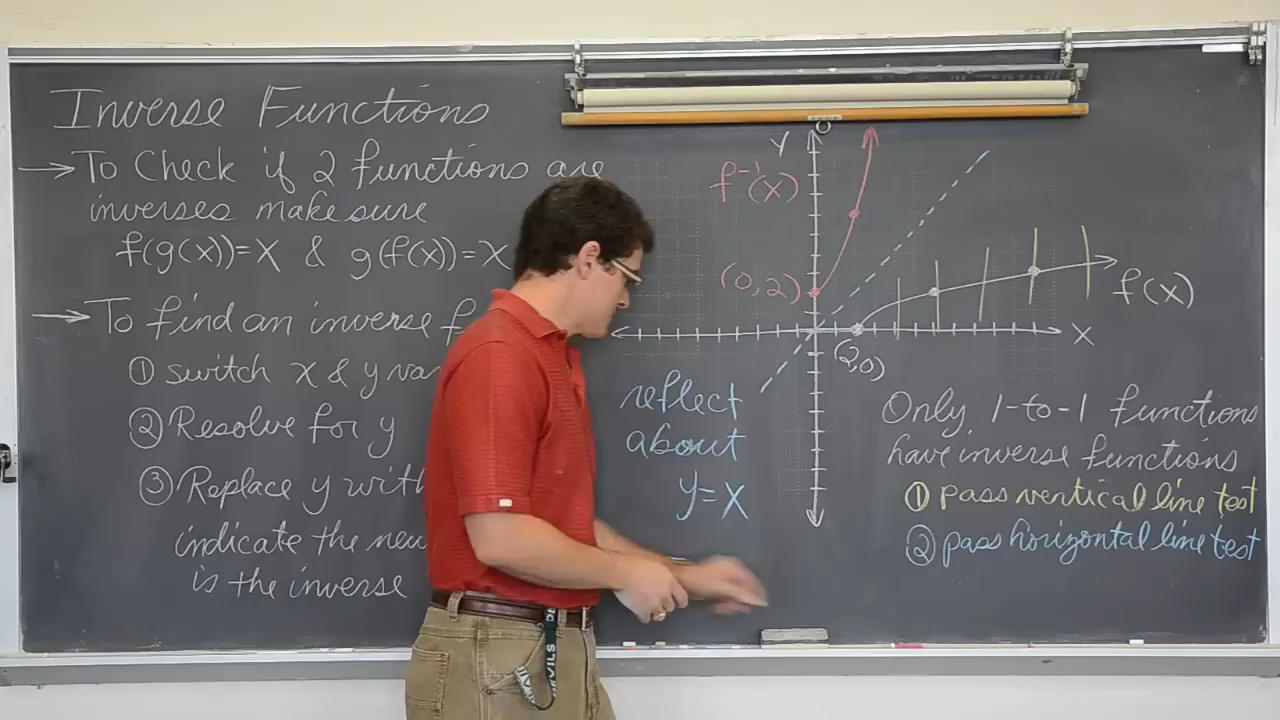 Inverse Functions
→ To Check if 2 functions are
inverses make sure
f(g(x))=X & g(f(x))=X
→ To find an inverse f
① switch x & y va
② Resolve for y
③ Replace y with
indicate the new
is the inverse
y
f⁻¹(x)
(0,2)
f(x)
X
(2,0)
reflect
about
y=x
Only 1-to-1 functions
have inverse functions
① pass vertical line test
② pass horizontal line test